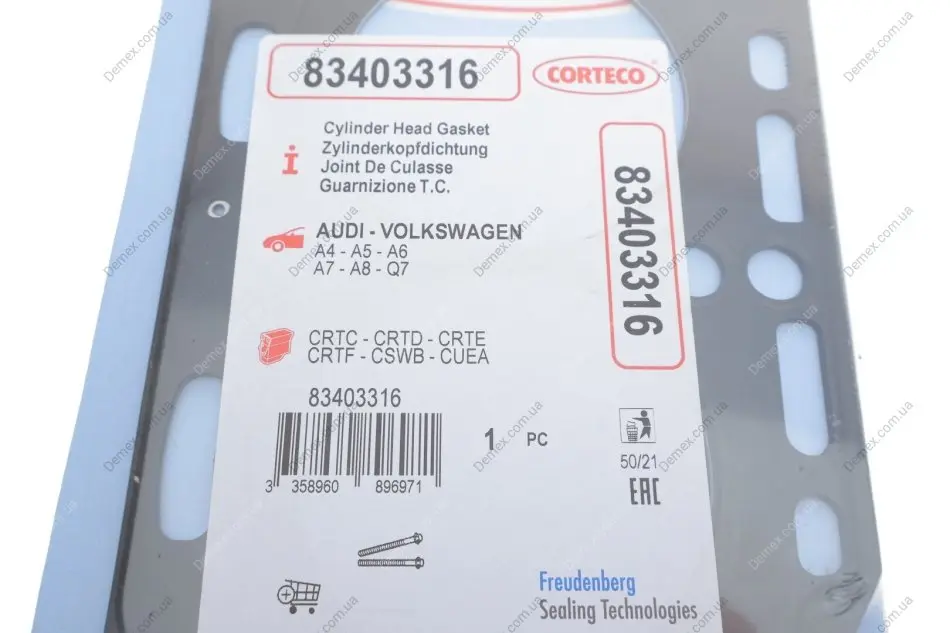 83403316
CORTECO
Cylinder Head Gasket
Zylinderkopfdichtung
Joint De Culasse
Guarnizione T.C.
83403316
AUDI - VOLKSWAGEN
A4 - A5 - A6
A7 - A8 - Q7
CRTC - CRTD - CRTE
CRTF - CSWB - CUEA
83403316
3 358960 896971
1 PC
50/21
EAC
Freudenberg
Sealing Technologies
Demex.com.ua